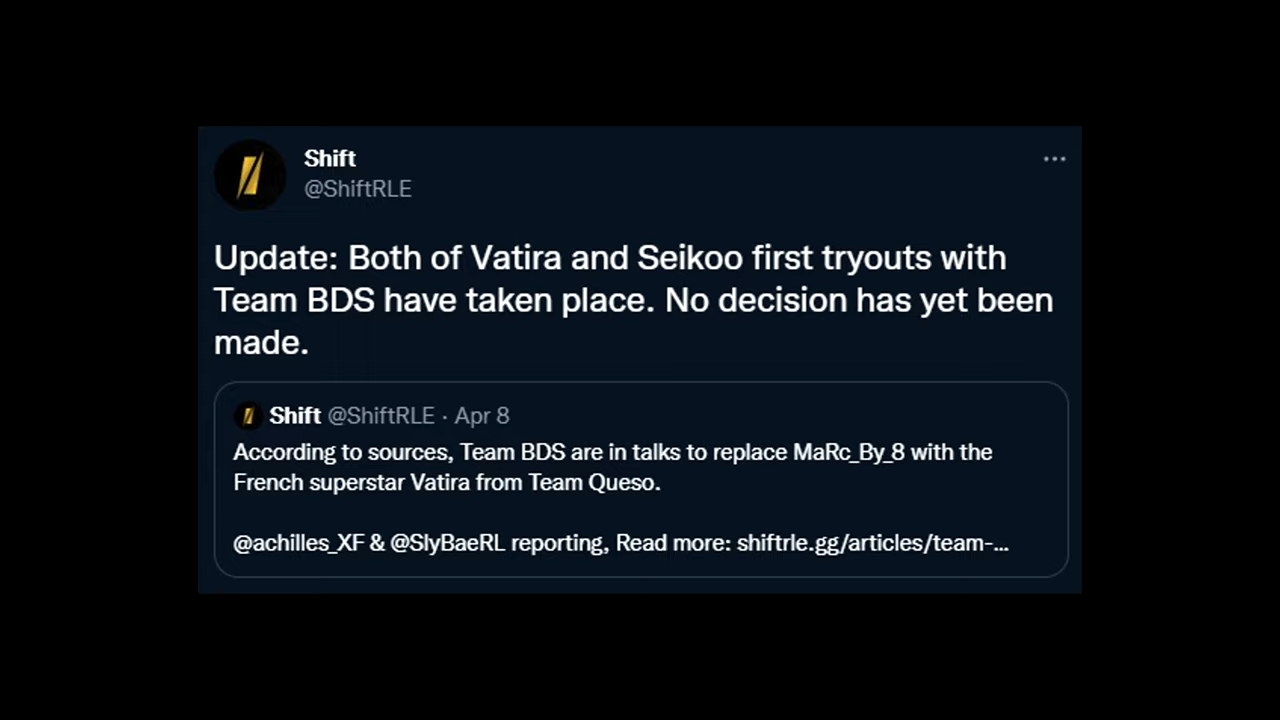 Shift
@ShiftRLE
Update: Both of Vatira and Seikoo first tryouts with
Team BDS have taken place. No decision has yet been
made.
Shift @ShiftRLE · Apr 8
According to sources, Team BDS are in talks to replace MaRc_By_8 with the
French superstar Vatira from Team Queso.
@achilles_XF & @SlyBaeRL reporting, Read more: shiftrle.gg/articles/team-...